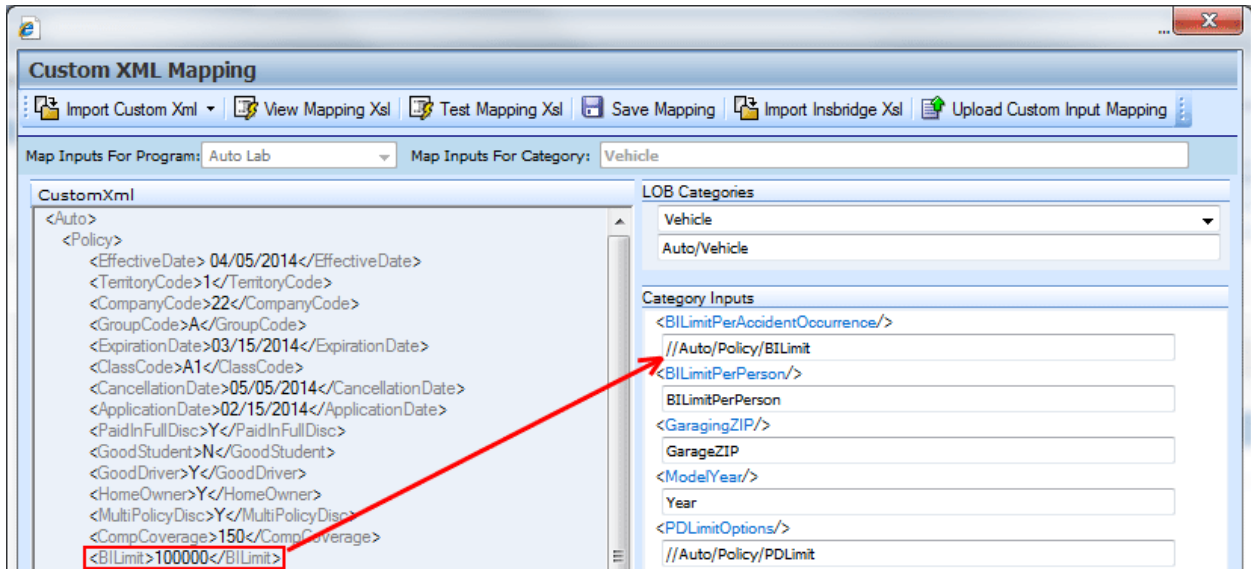 ...
Custom XML Mapping
Import Custom Xml View Mapping Xsl Test Mapping Xsl Save Mapping Import Insbridge Xsl Upload Custom Input Mapping
Map Inputs For Program: Auto Lab Map Inputs For Category: Vehicle
CustomXml
<Auto>
<Policy>
<EffectiveDate> 04/05/2014</EffectiveDate>
<TerritoryCode>1</TerritoryCode>
<CompanyCode>22</CompanyCode>
<GroupCode>A</GroupCode>
<ExpirationDate>03/15/2014</ExpirationDate>
<ClassCode>A1</ClassCode>
<CancellationDate>05/05/2014</CancellationDate>
<ApplicationDate>02/15/2014</ApplicationDate>
<PaidInFullDisc>Y</PaidInFullDisc>
<GoodStudent>N</GoodStudent>
<GoodDriver>Y</GoodDriver>
<HomeOwner>Y</HomeOwner>
<MultiPolicyDisc>Y</MultiPolicyDisc>
<CompCoverage>150</CompCoverage>
<BILimit>100000</BILimit>
LOB Categories
Vehicle
Auto/Vehicle
Category Inputs
<BILimitPerAccidentOccurrence/>
//Auto/Policy/BILimit
<BILimitPerPerson/>
BILimitPerPerson
<GaragingZIP/>
GarageZIP
<ModelYear/>
Year
<PDLimitOptions/>
//Auto/Policy/PDLimit